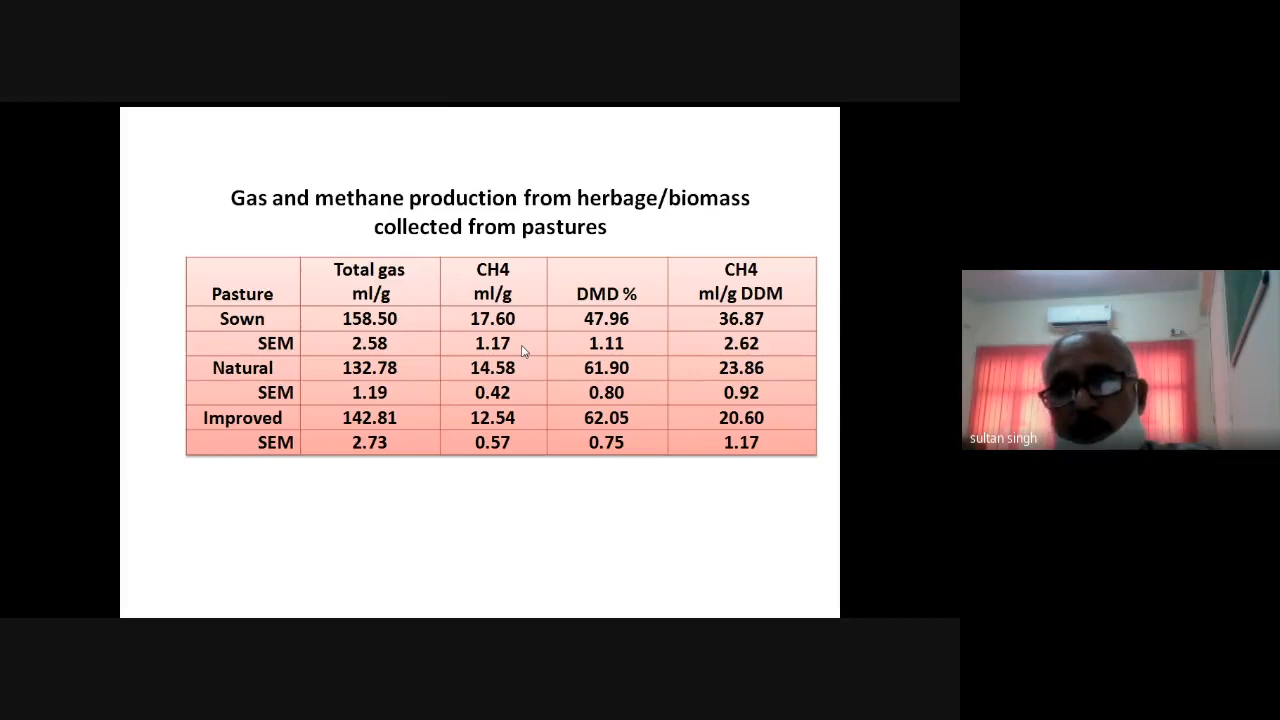 Gas and methane production from herbage/biomass
collected from pastures
Pasture Total gas ml/g CH4 ml/g DMD % CH4 ml/g DDM
Sown 158.50 17.60 47.96 36.87
SEM 2.58 1.17 1.11 2.62
Natural 132.78 14.58 61.90 23.86
SEM 1.19 0.42 0.80 0.92
Improved 142.81 12.54 62.05 20.60
SEM 2.73 0.57 0.75 1.17
sultan singh